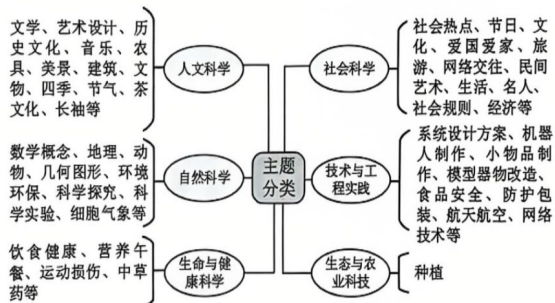 文学、艺术设计、历
史文化、音乐、农
具、美景、建筑、文
物、四季、节气、茶
文化、长袖等
人文科学
数学概念、地理、动
物、几何图形、环境
环保、科学探究、科
学实验、细胞气象等
自然科学
饮食健康、营养午
餐、运动损伤、中草
药等
生命与健
康科学
主题
分类
社会科学
社会热点、节日、文
化、爱国爱家、旅
游、网络交往、民间
艺术、生活、名人、
社会规则、经济等
技术与工
程实践
系统设计方案、机器
人制作、小物品制
作、模型器物改造、
食品安全、防护包
装、航天航空、网络
技术等
生态与农
业科技
种植